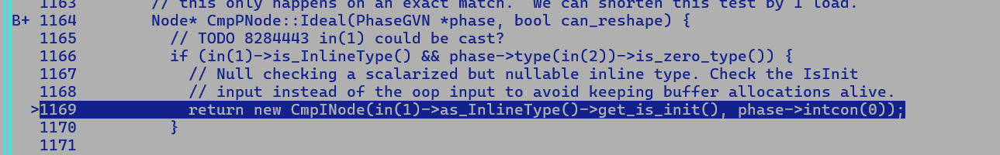 1163        // this only happens on an exact match.  We can shorten this test by 1 load.
B+ 1164        Node* CmpPNode::Ideal(PhaseGVN *phase, bool can_reshape) {
1165          // TODO 8284443 in(1) could be cast?
1166          if (in(1)->is_InlineType() && phase->type(in(2))->is_zero_type()) {
1167            // Null checking a scalarized but nullable inline type. Check the IsInit
1168            // input instead of the oop input to avoid keeping buffer allocations alive.
>1169            return new CmpINode(in(1)->as_InlineType()->get_is_init(), phase->intcon(0));
1170          }
1171